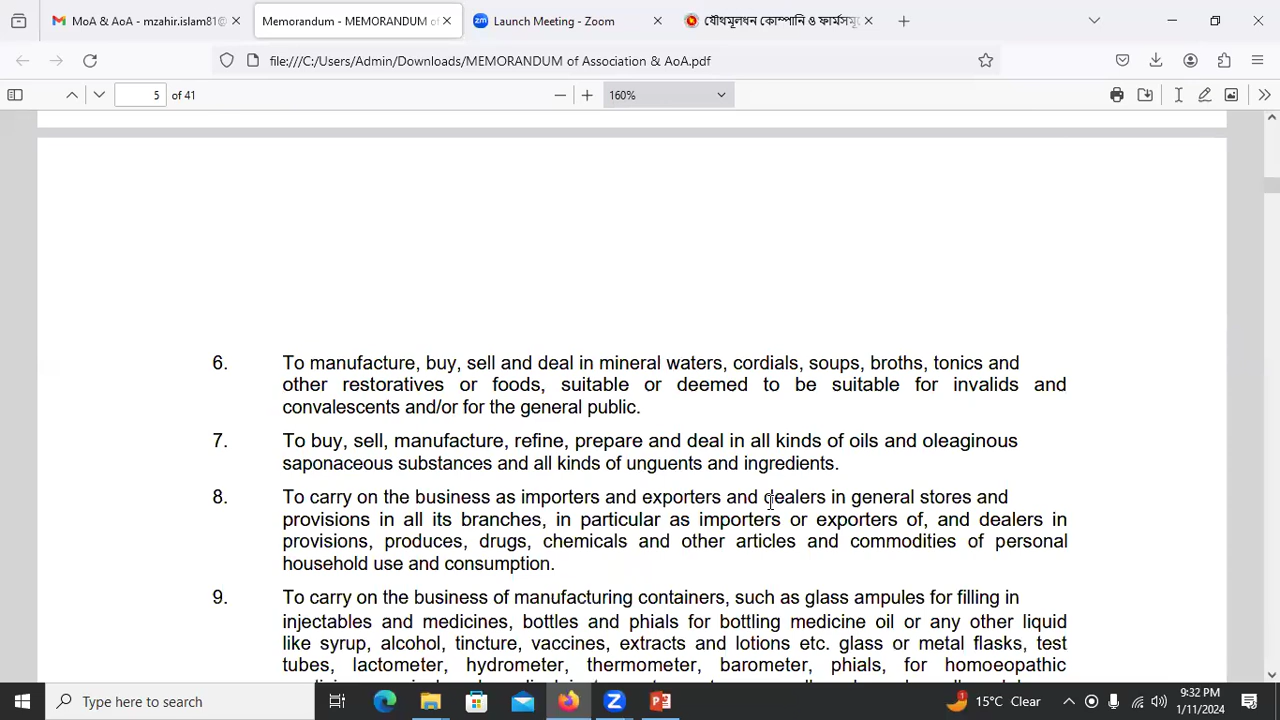 MoA & AoA - mzahir.islam81@
Memorandum - MEMORANDUM of
Launch Meeting - Zoom
যৌথমূলধন কোম্পানি ও ফার্মসমূ
file:///C:/Users/Admin/Downloads/MEMORANDUM of Association & AoA.pdf
5 of 41
160%
6. To manufacture, buy, sell and deal in mineral waters, cordials, soups, broths, tonics and
other restoratives or foods, suitable or deemed to be suitable for invalids and
convalescents and/or for the general public.
7. To buy, sell, manufacture, refine, prepare and deal in all kinds of oils and oleaginous
saponaceous substances and all kinds of unguents and ingredients.
8. To carry on the business as importers and exporters and dealers in general stores and
provisions in all its branches, in particular as importers or exporters of, and dealers in
provisions, produces, drugs, chemicals and other articles and commodities of personal
household use and consumption.
9. To carry on the business of manufacturing containers, such as glass ampules for filling in
injectables and medicines, bottles and phials for bottling medicine oil or any other liquid
like syrup, alcohol, tincture, vaccines, extracts and lotions etc. glass or metal flasks, test
tubes, lactometer, hydrometer, thermometer, barometer, phials, for homoeopathic
Type here to search
15°C Clear
9:32 PM
1/11/2024